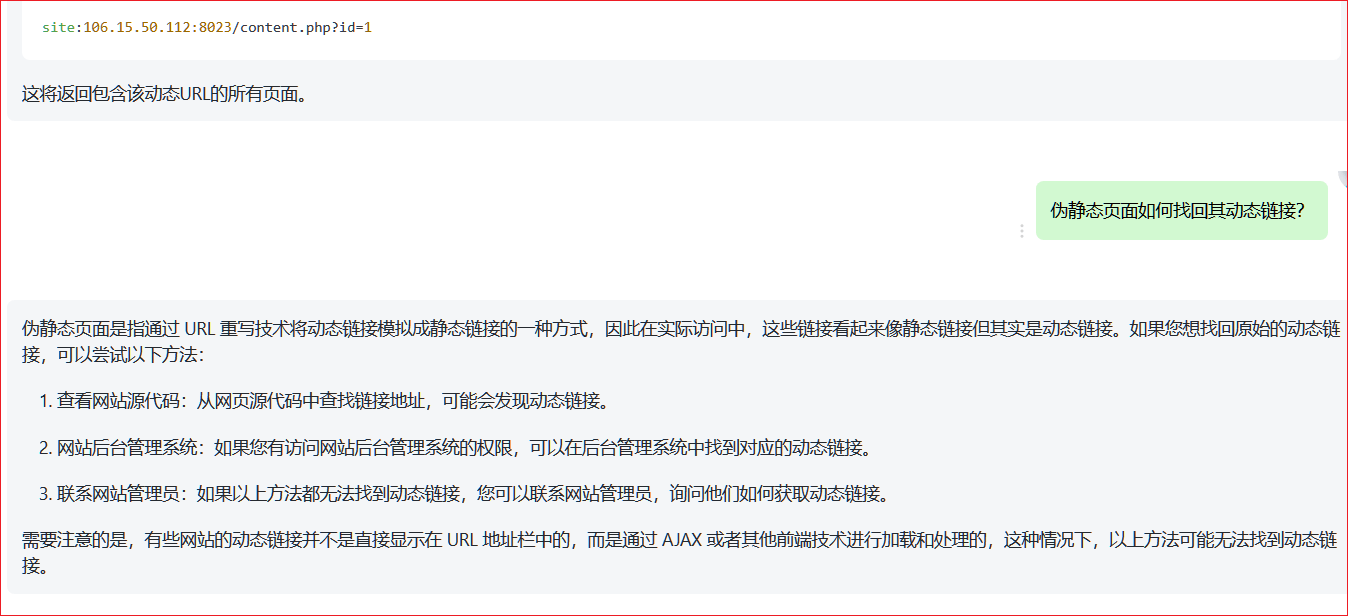 site:106.15.50.112:8023/content.php?id=1
这将返回包含该动态URL的所有页面。
伪静态页面如何找回其动态链接？
伪静态页面是指通过 URL 重写技术将动态链接模拟成静态链接的一种方式，因此在实际访问中，这些链接看起来像静态链接但其实是动态链接。如果您想找回原始的动态链
接，可以尝试以下方法：
1. 查看网站源代码：从网页源代码中查找链接地址，可能会发现动态链接。
2. 网站后台管理系统：如果您有访问网站后台管理系统的权限，可以在后台管理系统中找到对应的动态链接。
3. 联系网站管理员：如果以上方法都无法找到动态链接，您可以联系网站管理员，询问他们如何获取动态链接。
需要注意的是，有些网站的动态链接并不是直接显示在 URL 地址栏中的，而是通过 AJAX 或者其他前端技术进行加载和处理的，这种情况下，以上方法可能无法找到动态链
接。